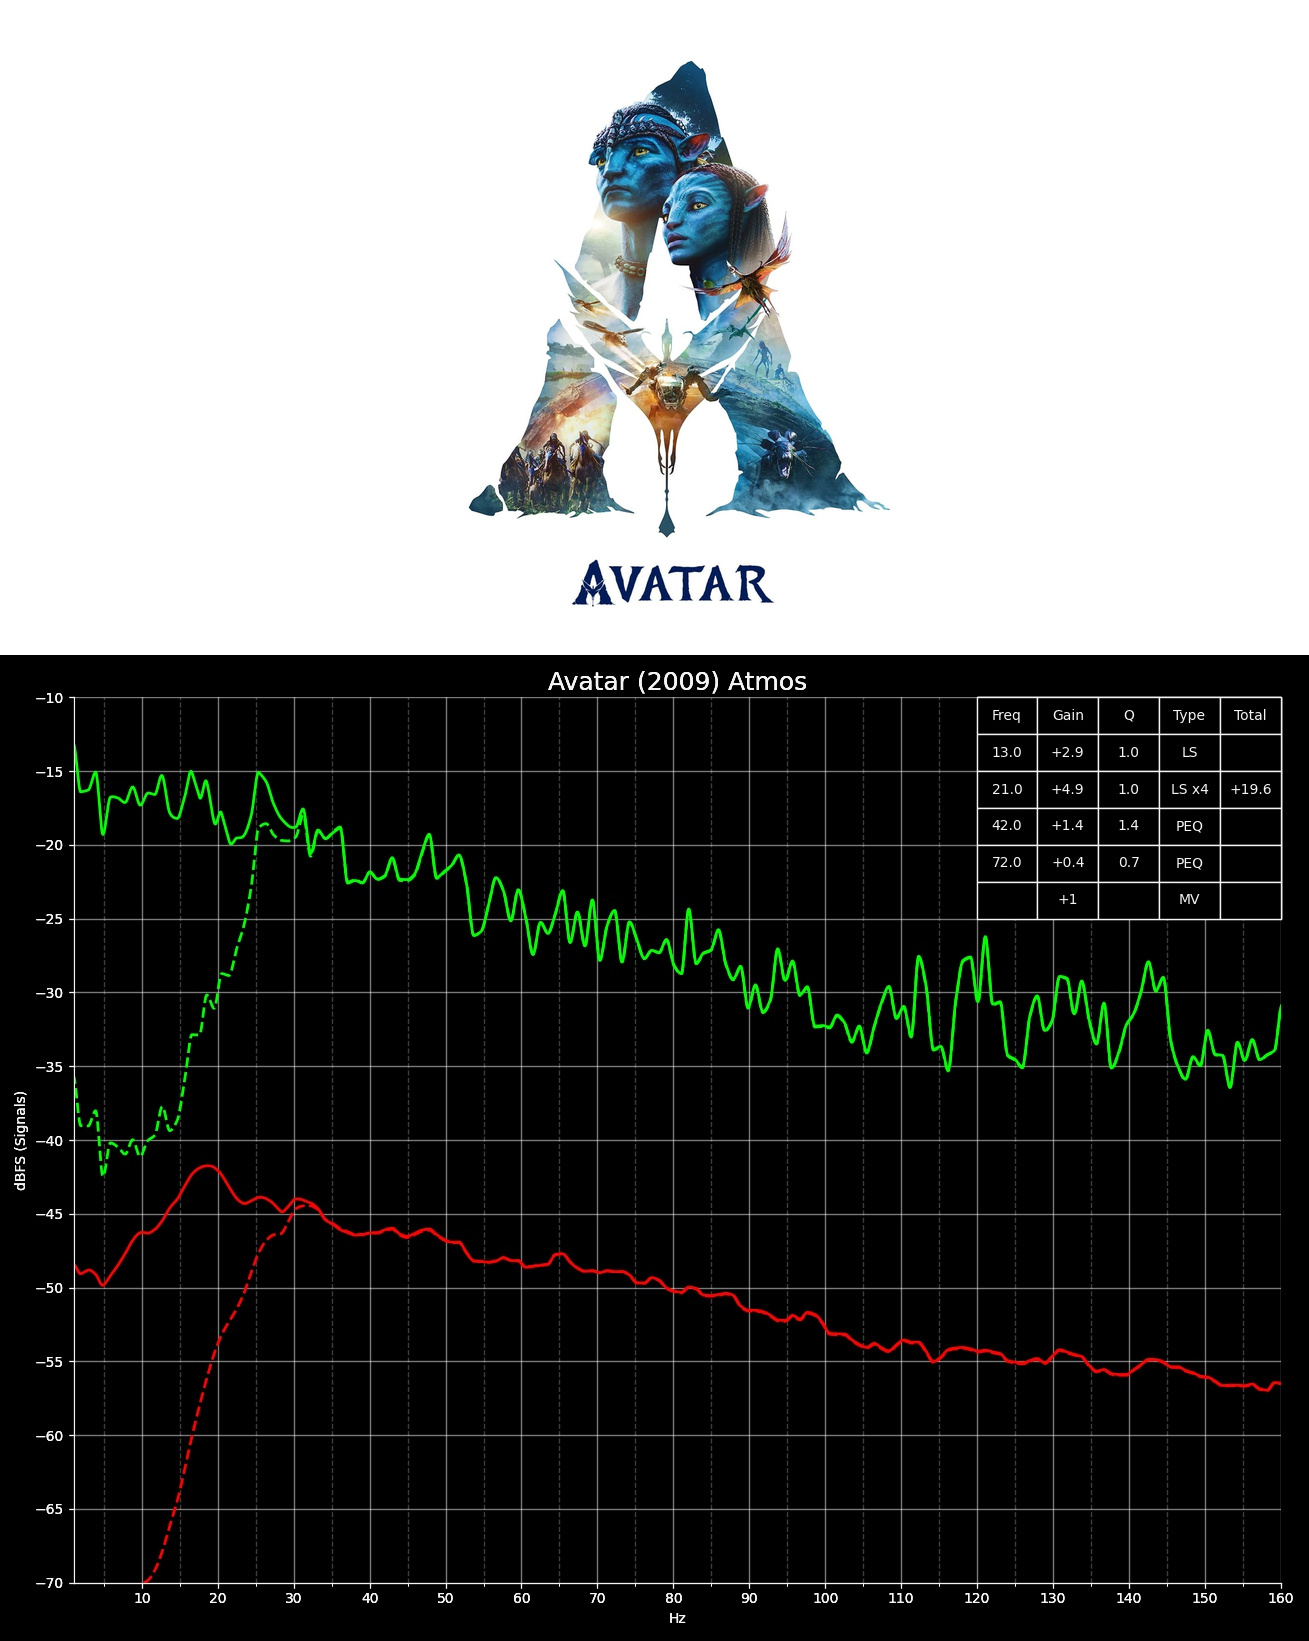 AVATAR
Avatar (2009) Atmos
Freq Gain Q Type Total
13.0 +2.9 1.0 LS
21.0 +4.9 1.0 LS x4 +19.6
42.0 +1.4 1.4 PEQ
72.0 +0.4 0.7 PEQ
+1 MV
−10
−15
−20
−25
−30
−35
−40
−45
−50
−55
−60
−65
−70
dBFS (Signals)
10 20 30 40 50 60 70 80 90 100 110 120 130 140 150 160
Hz